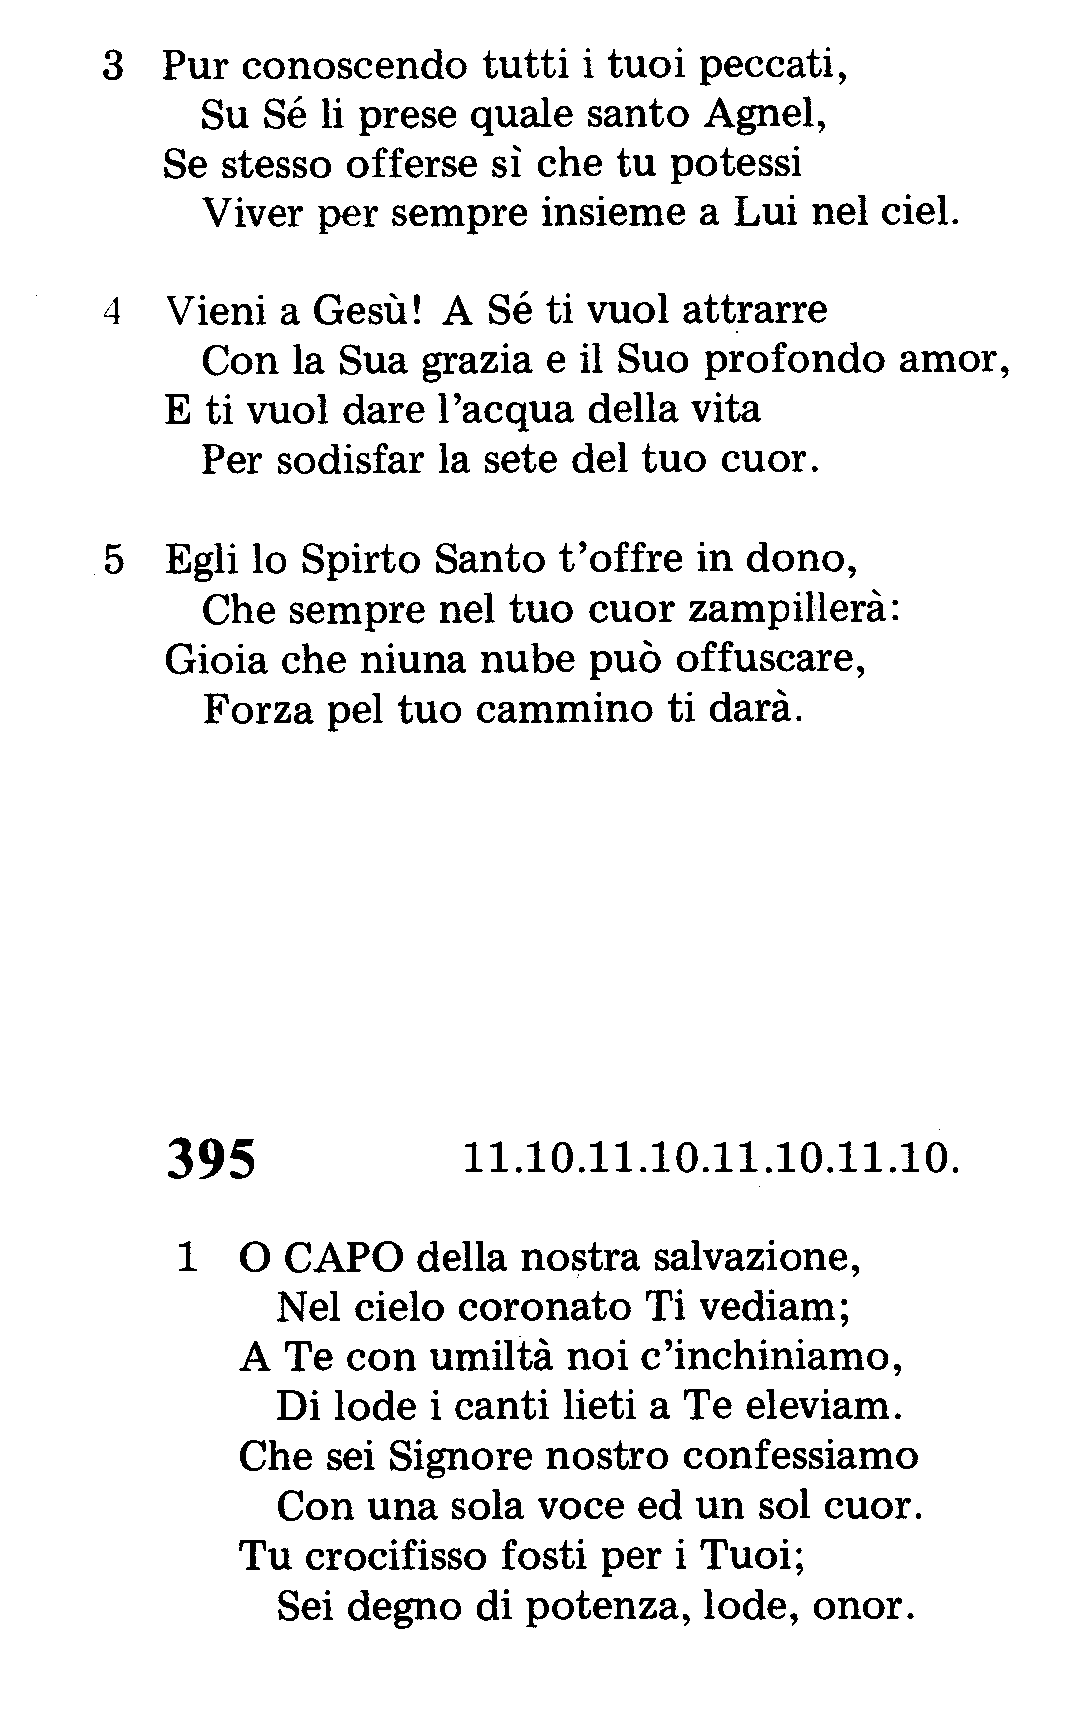 3 Pur conoscendo tutti i tuoi peccati,
Su Sé li prese quale santo Agnel,
Se stesso offerse sì che tu potessi
Viver per sempre insieme a Lui nel ciel.
4 Vieni a Gesù! A Sé ti vuol attrarre
Con la Sua grazia e il Suo profondo amor,
E ti vuol dare l'acqua della vita
Per sodisfar la sete del tuo cuor.
5 Egli lo Spirto Santo t'offre in dono,
Che sempre nel tuo cuor zampillerà:
Gioia che niuna nube può offuscare,
Forza pel tuo cammino ti darà.
395 11.10.11.10.11.10.11.10.
1 O CAPO della nostra salvazione,
Nel cielo coronato Ti vediam;
A Te con umiltà noi c'inchiniamo,
Di lode i canti lieti a Te eleviam.
Che sei Signore nostro confessiamo
Con una sola voce ed un sol cuor.
Tu crocifisso fosti per i Tuoi;
Sei degno di potenza, lode, onor.